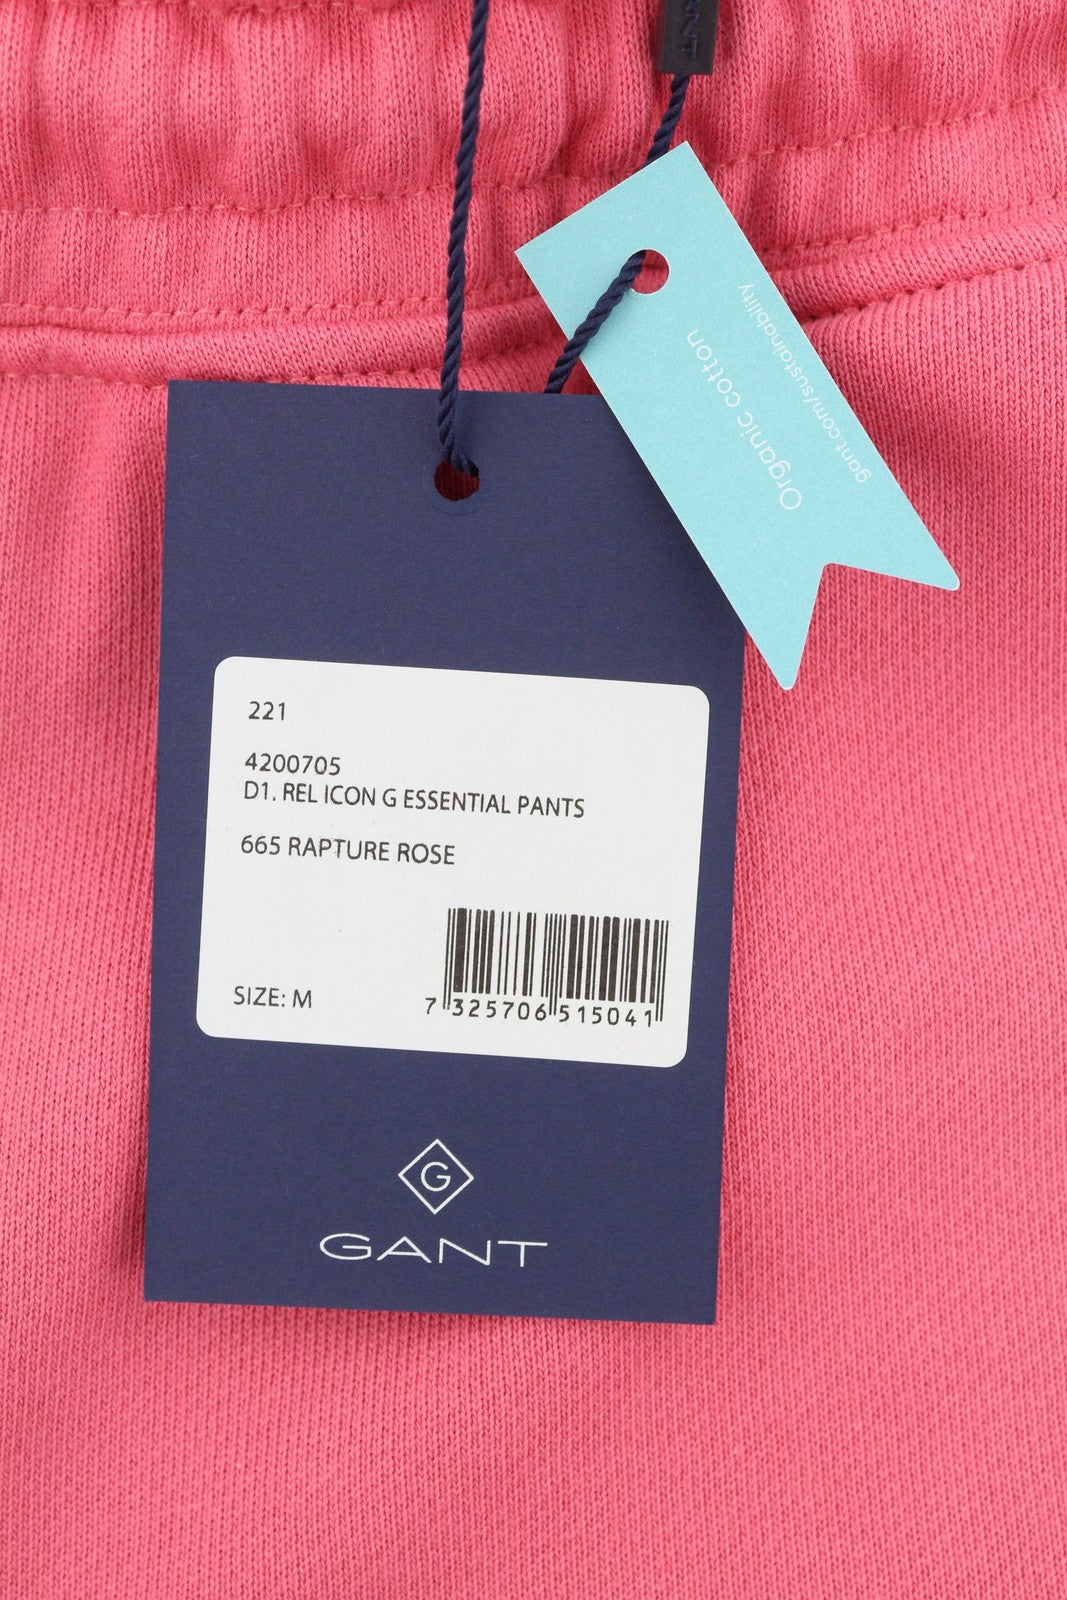 Organic cotton
gant.com/sustainability
221
4200705
D1. REL ICON G ESSENTIAL PANTS
665 RAPTURE ROSE
SIZE: M
7 325706 515041
G
GANT